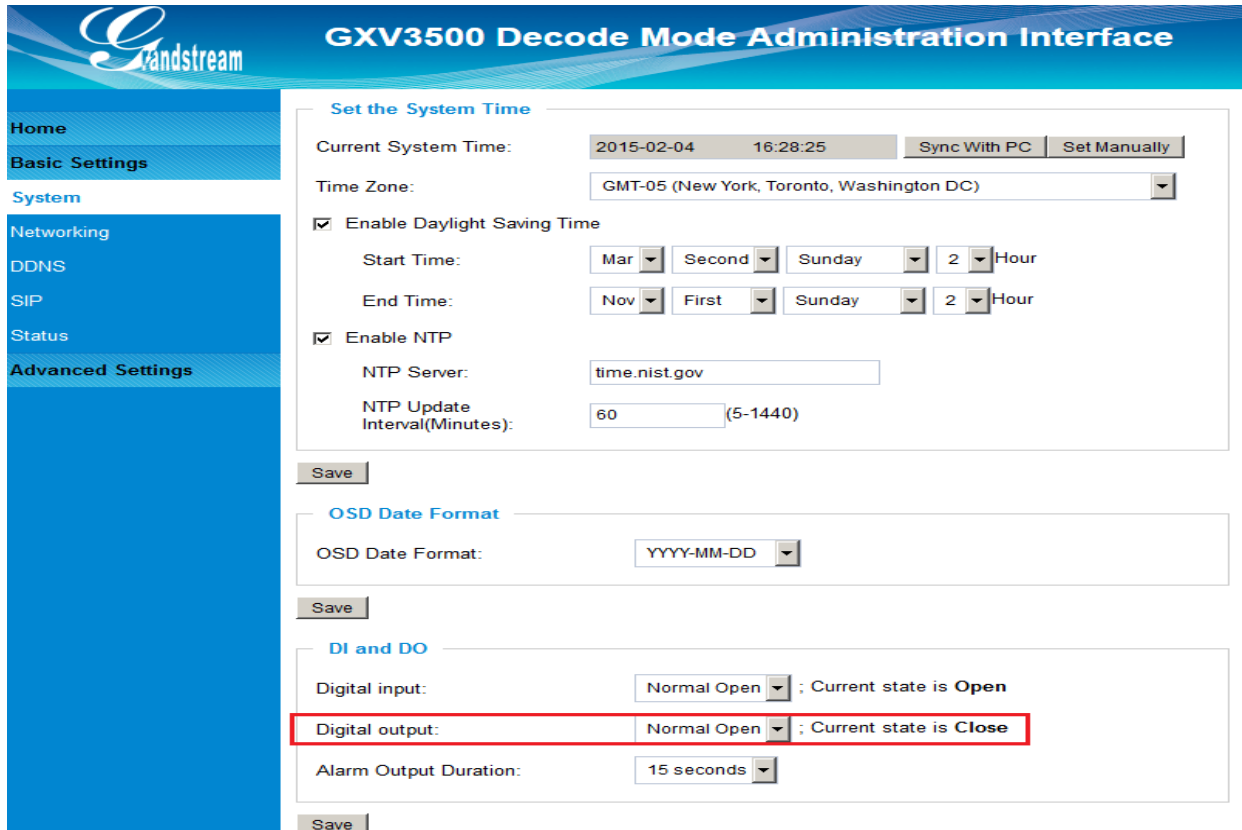 Grandstream
GXV3500 Decode Mode Administration Interface
Home
Basic Settings
System
Networking
DDNS
SIP
Status
Advanced Settings
Set the System Time
Current System Time: 2015-02-04 16:28:25 Sync With PC Set Manually
Time Zone: GMT-05 (New York, Toronto, Washington DC)
Enable Daylight Saving Time
Start Time: Mar Second Sunday 2 Hour
End Time: Nov First Sunday 2 Hour
Enable NTP
NTP Server: time.nist.gov
NTP Update
Interval(Minutes): 60 (5-1440)
Save
OSD Date Format
OSD Date Format: YYYY-MM-DD
Save
DI and DO
Digital input: Normal Open ; Current state is Open
Digital output: Normal Open ; Current state is Close
Alarm Output Duration: 15 seconds
Save